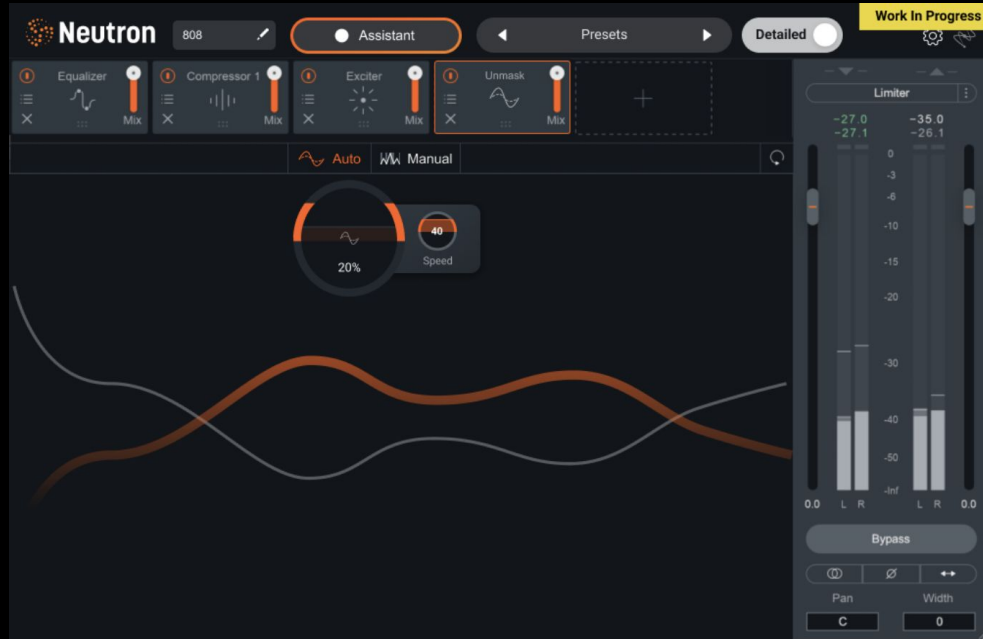 Work In Progress
Neutron
808
Assistant
Presets
Detailed
Equalizer
Mix
Compressor 1
Mix
Exciter
Mix
Unmask
Mix
Auto
Manual
20%
40
Speed
Limiter
-27.0
-27.1
-35.0
-26.1
0
-3
-6
-10
-15
-20
-30
-40
-50
-Inf
0.0 L R L R 0.0
Bypass
Pan Width
C 0